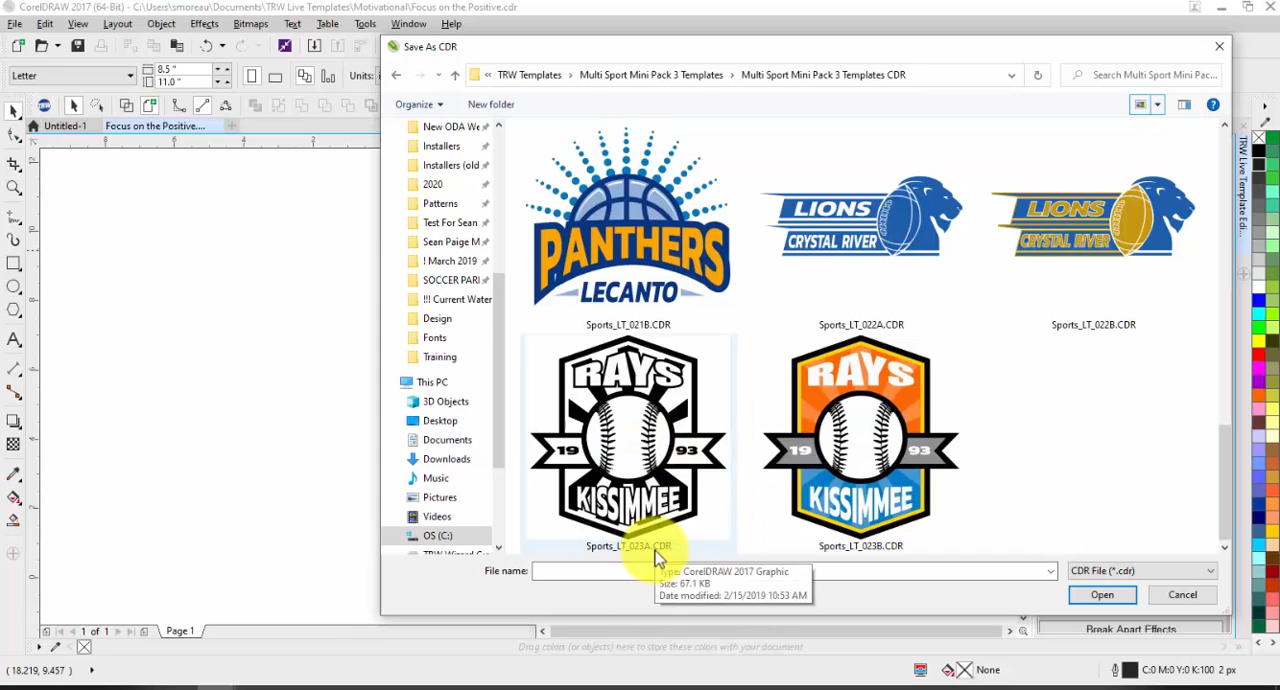 CorelDRAW 2017 (64-Bit) - C:\Users\smoreau\Documents\TRW Live Templates\Motivational\Focus on the Positive.cdr
File Edit View Layout Object Effects Bitmaps Text Table Tools Window Help
Save As CDR
Letter
8.5 "
11.0 "
Units:
TRW Templates > Multi Sport Mini Pack 3 Templates > Multi Sport Mini Pack 3 Templates CDR
Search Multi Sport Mini Pac...
Organize
New folder
Untitled-1
Focus on the Positive....
New ODA We
Installers
Installers (old
2020
Patterns
Test For Sean
Sean Paige M
! March 2019
SOCCER PARI
!!! Current Water
Design
Fonts
Training
This PC
3D Objects
Desktop
Documents
Downloads
Music
Pictures
Videos
OS (C:)
PANTHERS
LECANTO
Sports_LT_021B.CDR
LIONS
CRYSTAL RIVER
Sports_LT_022A.CDR
LIONS
CRYSTAL RIVER
Sports_LT_022B.CDR
RAYS
19 93
KISSIMMEE
Sports_LT_023A.CDR
RAYS
19 93
KISSIMMEE
Sports_LT_023B.CDR
File name:
CDR File (*.cdr)
Type: CorelDRAW 2017 Graphic
Size: 67.1 KB
Date modified: 2/15/2019 10:53 AM
Open
Cancel
1 of 1
Page 1
Break Apart Effects
Drag colors (or objects) here to store these colors with your document
(18.219, 9.457 )
None
C:0 M:0 Y:0 K:100 2 px
TRW Live Template Edi...